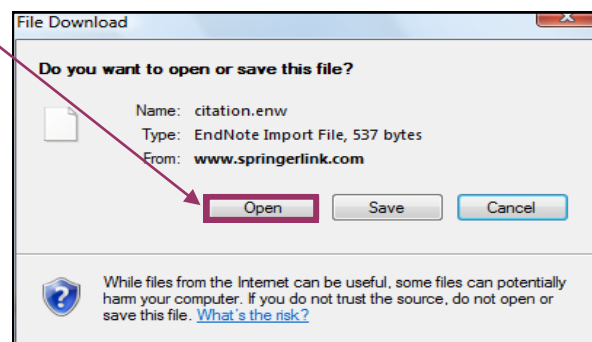 File Download
Do you want to open or save this file?
Name: citation.enw
Type: EndNote Import File, 537 bytes
From: www.springerlink.com
Open Save Cancel
While files from the Internet can be useful, some files can potentially
harm your computer. If you do not trust the source, do not open or
save this file. What's the risk?